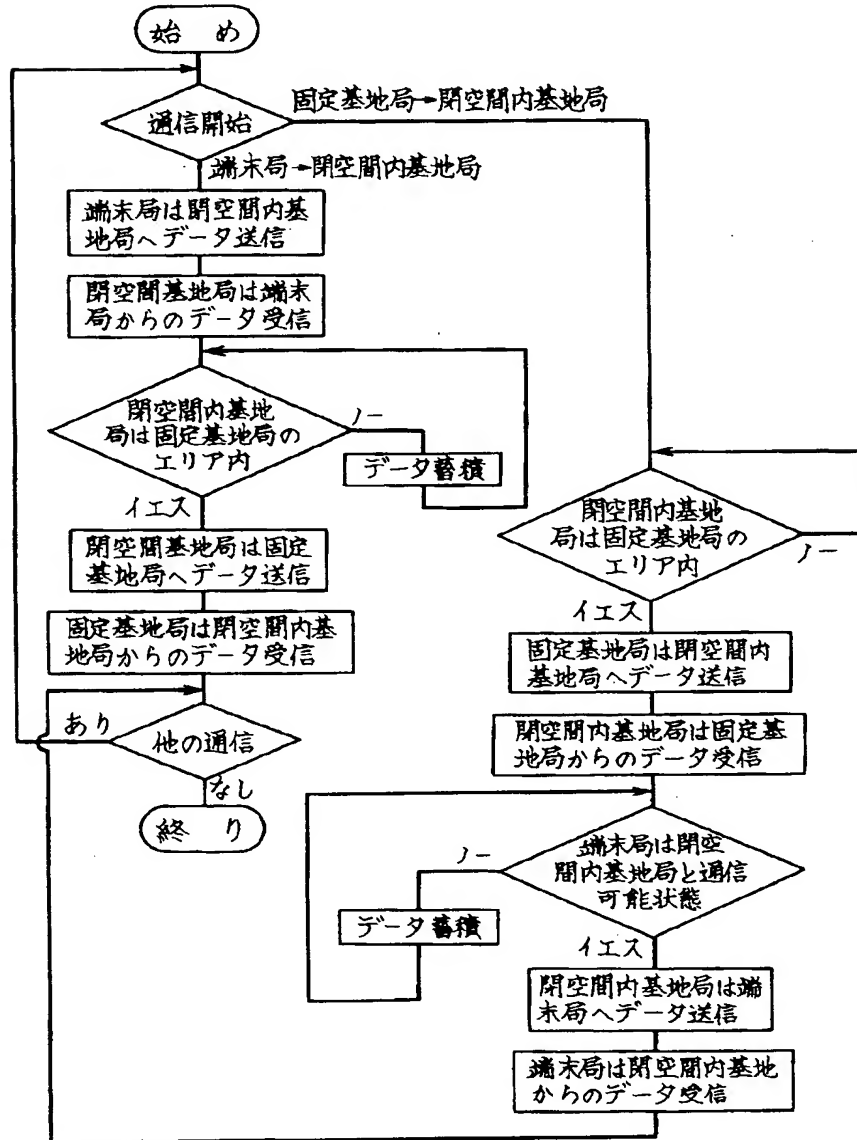 始 め
通信開始
固定基地局→閉空間内基地局
端末局→閉空間内基地局
端末局は閉空間内基
地局へデータ送信
閉空間基地局は端末
局からのデータ受信
閉空間内基地
局は固定基地局の
エリア内
ノー
データ蓄積
イエス
閉空間基地局は固定
基地局へデータ送信
固定基地局は閉空間内基
地局からのデータ受信
他の通信
あり
なし
終 り
閉空間内基地
局は固定基地局の
エリア内
ノー
イエス
固定基地局は閉空間内
基地局へデータ送信
閉空間内基地局は固定基
地局からのデータ受信
端末局は閉空
間内基地局と通信
可能状態
ノー
データ蓄積
イエス
閉空間内基地局は端
末局へデータ送信
端末局は閉空間内基地
からのデータ受信